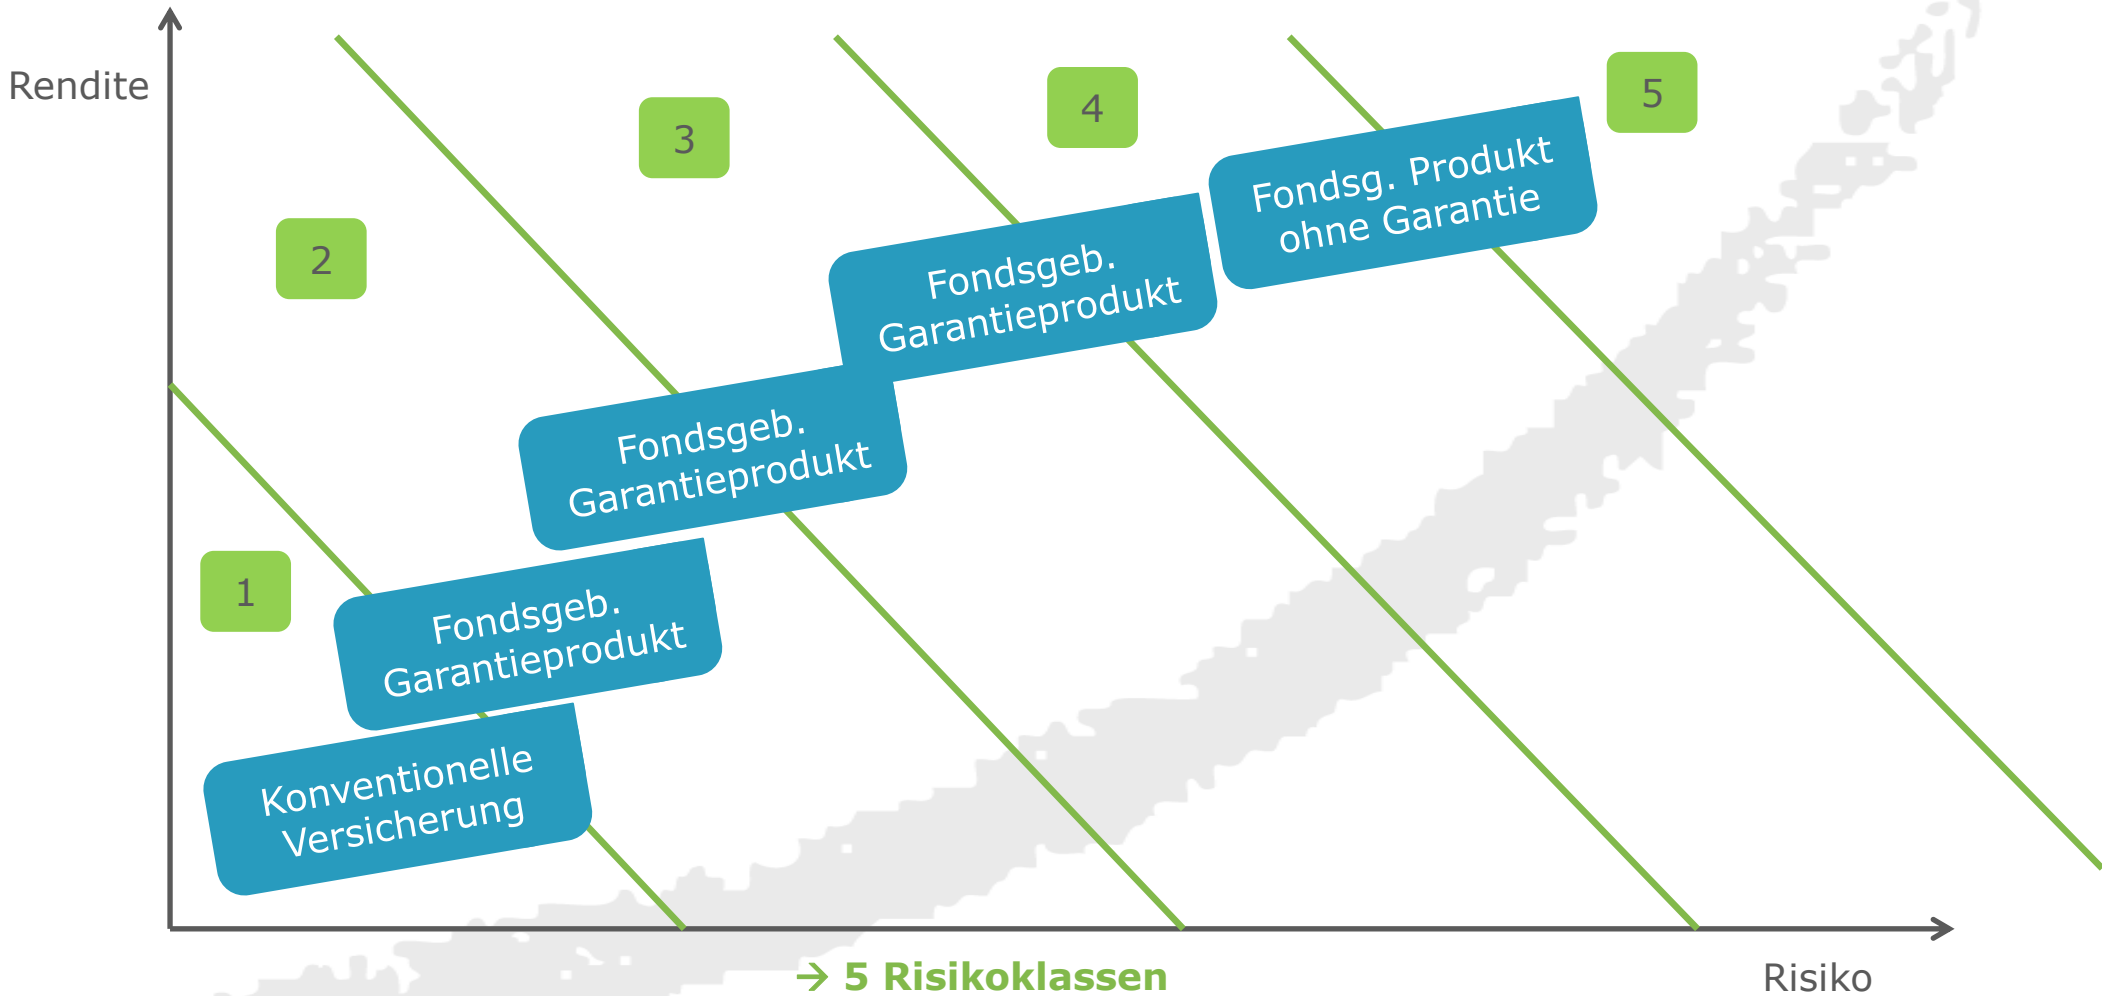 Rendite
5
4
3
Fondsg. Produkt
ohne Garantie
2
Fondsgeb.
Garantieprodukt
Fondsgeb.
Garantieprodukt
1
Fondsgeb.
Garantieprodukt
Konventionelle
Versicherung
→ 5 Risikoklassen
Risiko